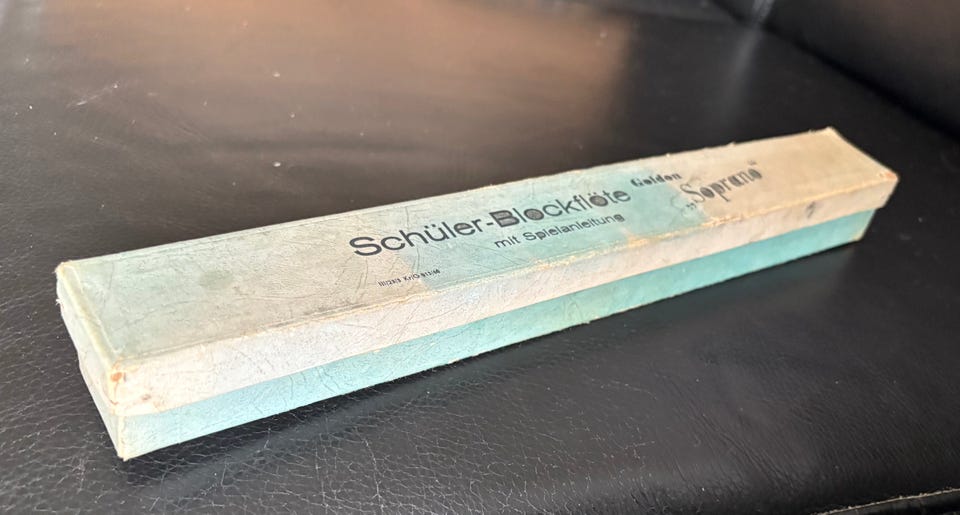 Schüler-Blockflöte Golden „Soprano“
mit Spielanleitung